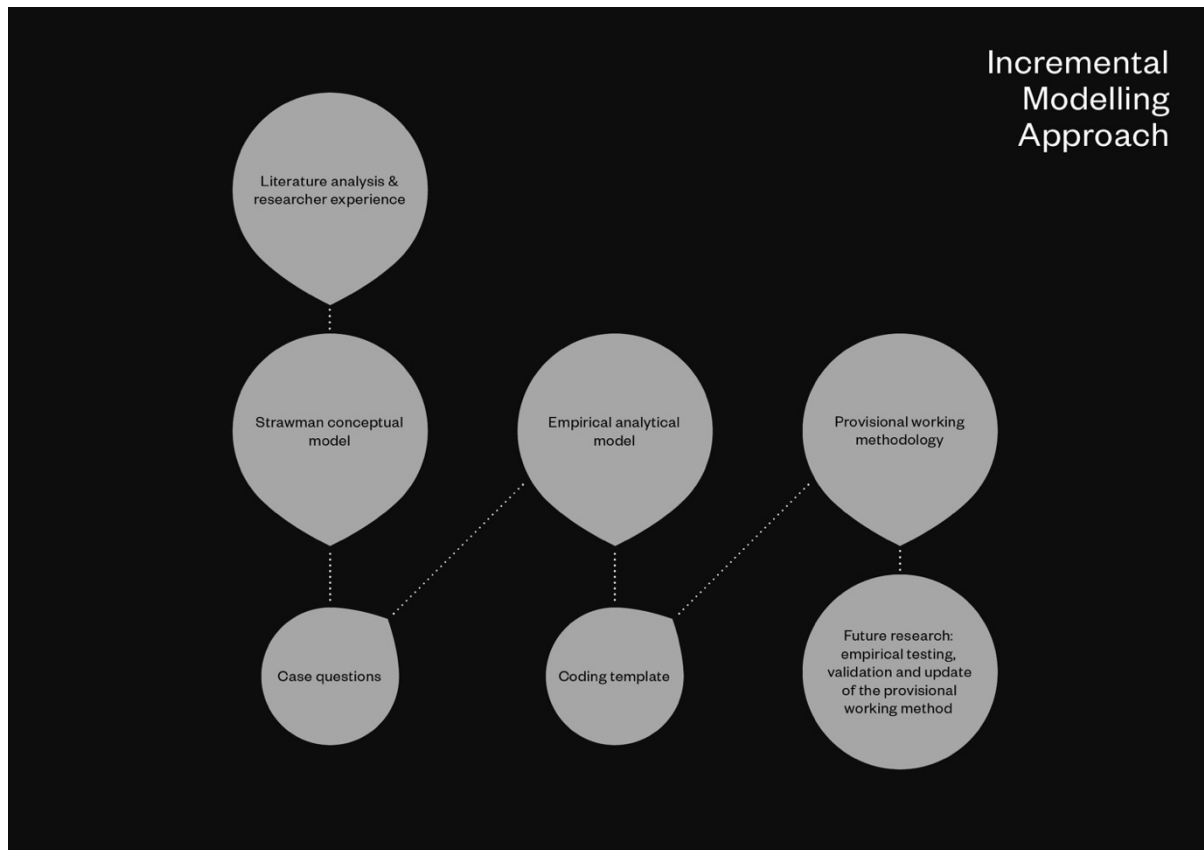 Incremental
Modelling
Approach
Literature analysis &
researcher experience
Strawman conceptual
model
Empirical analytical
model
Provisional working
methodology
Case questions
Coding template
Future research:
empirical testing,
validation and update
of the provisional
working method